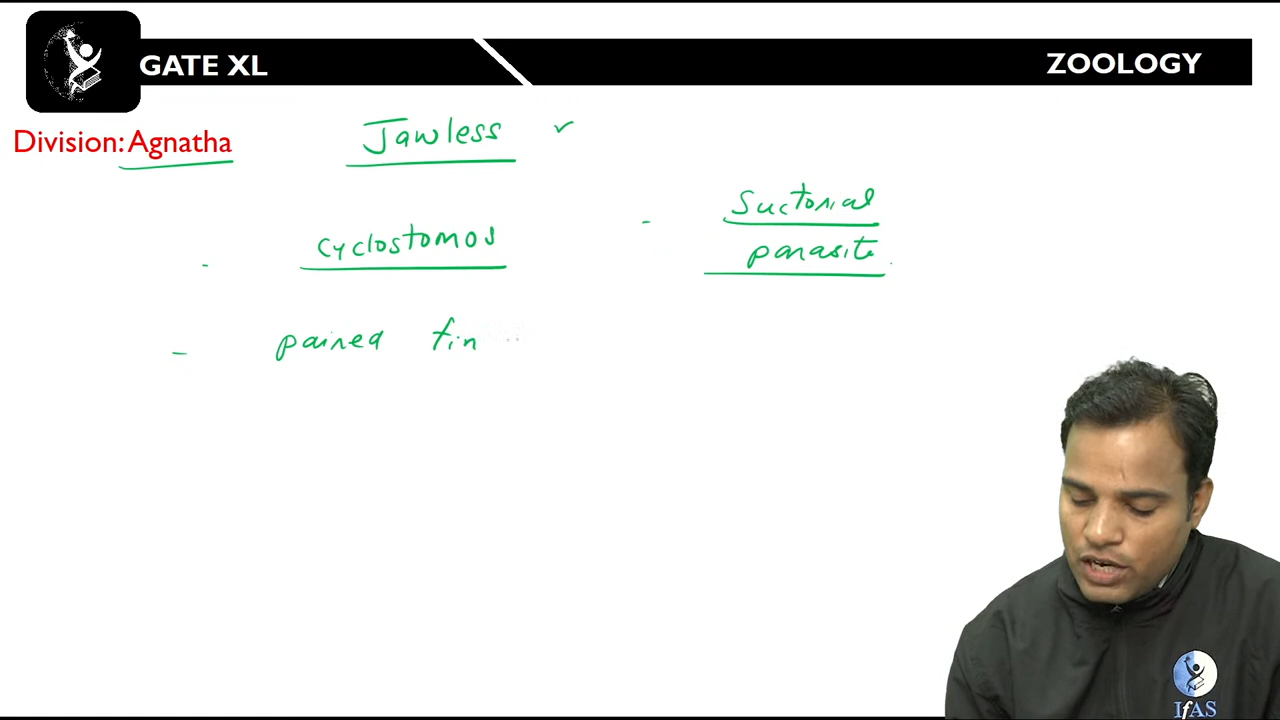 GATE XL
ZOOLOGY
Division: Agnatha
Jawless
suctorial
parasite
cyclostomos
paired fin
IfAS